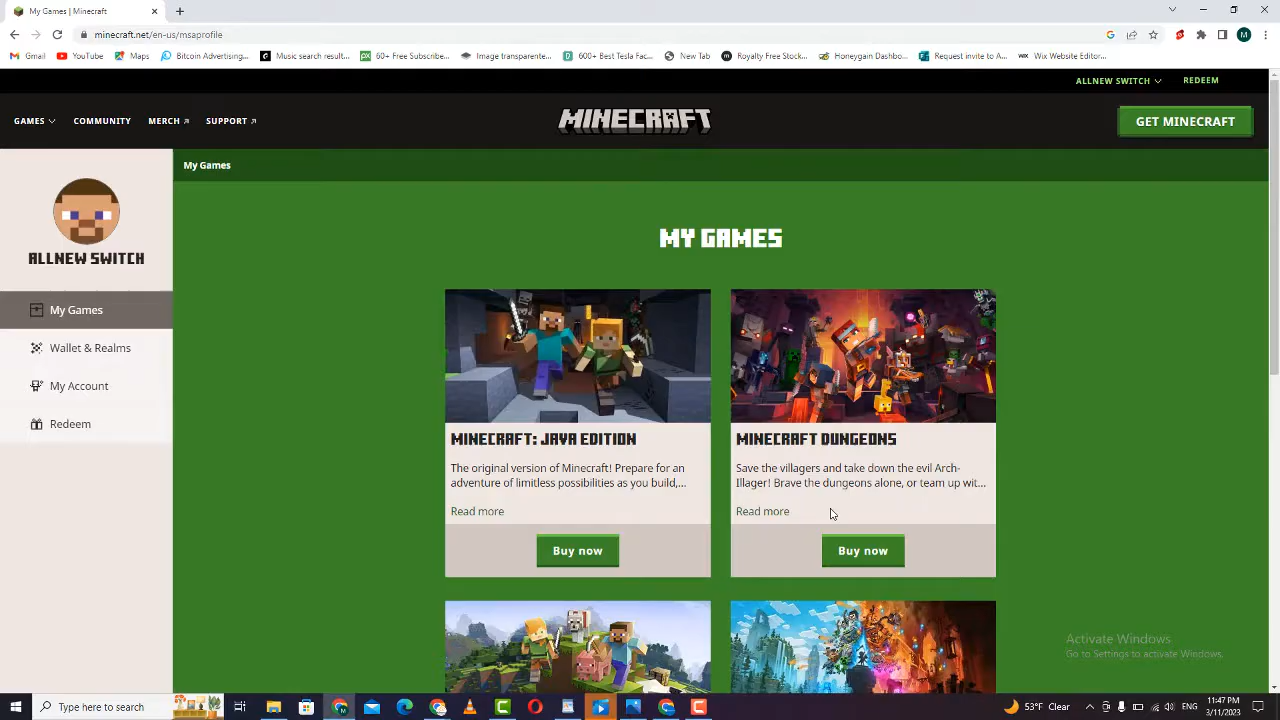 My Games | Minecraft
minecraft.net/en-us/msaprofile
Gmail YouTube Maps Bitcoin Advertising... Music search result... 60+ Free Subscribe... Image transparente... 600+ Best Tesla Fac... New Tab Royalty Free Stock... Honeygain Dashbo... Request invite to A... Wix Website Editor...
ALLNEW SWITCH REDEEM
GAMES COMMUNITY MERCH SUPPORT MINECRAFT GET MINECRAFT
My Games
ALLNEW SWITCH
My Games
Wallet & Realms
My Account
Redeem
MY GAMES
MINECRAFT: JAVA EDITION
The original version of Minecraft! Prepare for an
adventure of limitless possibilities as you build,...
Read more
Buy now
MINECRAFT DUNGEONS
Save the villagers and take down the evil Arch-
Illager! Brave the dungeons alone, or team up wit...
Read more
Buy now
Activate Windows
Go to Settings to activate Windows.
Type here to search
53°F Clear
11:47 PM
3/11/2023